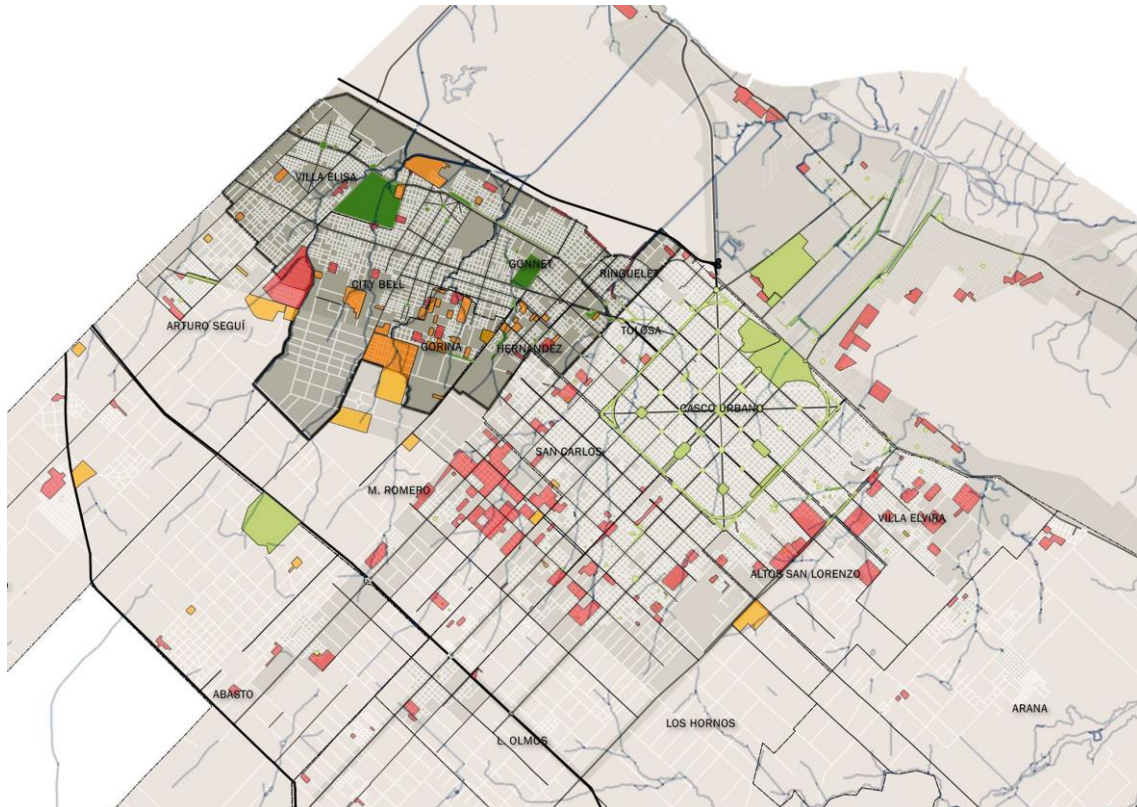 VILLA ELISA
GONNET
RINGUELET
CITY BELL
ARTURO SEGUÍ
TOLOSA
GORINA
HERNANDEZ
CASCO URBANO
SAN CARLOS
M. ROMERO
VILLA ELVIRA
ALTOS SAN LORENZO
ABASTO
ARANA
LOS HORNOS
L. OLMOS